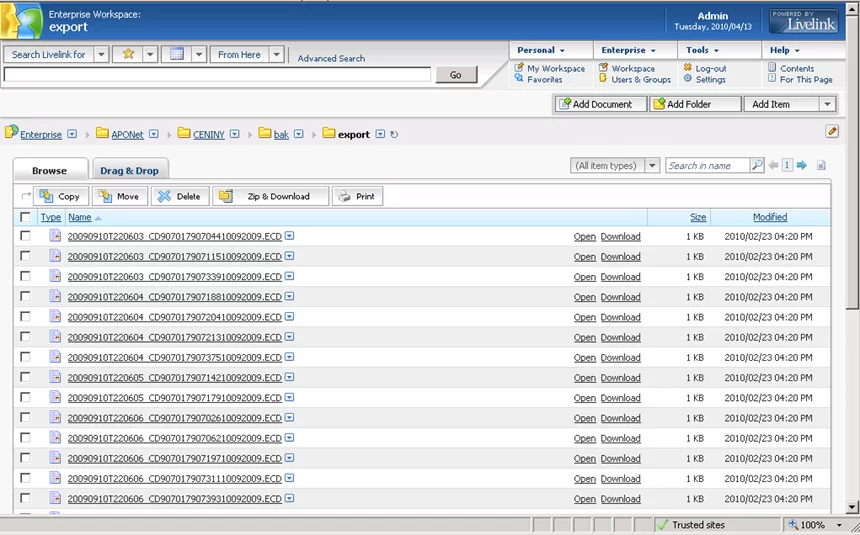 Enterprise Workspace:
export
Admin
Tuesday, 2010/04/13
POWERED BY
Livelink
Search Livelink for
From Here
Advanced Search
Go
Personal
Enterprise
Tools
Help
My Workspace
Workspace
Log-out
Contents
Favorites
Users & Groups
Settings
For This Page
Add Document
Add Folder
Add Item
Enterprise
APONet
CENINY
bak
export
Browse
Drag & Drop
(All item types)
Search in name
1
Copy
Move
Delete
Zip & Download
Print
Type Name Size Modified
20090910T220603_CD90701790704410092009.ECD Open Download 1 KB 2010/02/23 04:20 PM
20090910T220603_CD90701790711510092009.ECD Open Download 1 KB 2010/02/23 04:20 PM
20090910T220603_CD90701790733910092009.ECD Open Download 1 KB 2010/02/23 04:20 PM
20090910T220604_CD90701790718810092009.ECD Open Download 1 KB 2010/02/23 04:20 PM
20090910T220604_CD90701790720410092009.ECD Open Download 1 KB 2010/02/23 04:20 PM
20090910T220604_CD90701790721310092009.ECD Open Download 1 KB 2010/02/23 04:20 PM
20090910T220604_CD90701790737510092009.ECD Open Download 1 KB 2010/02/23 04:20 PM
20090910T220605_CD90701790714210092009.ECD Open Download 1 KB 2010/02/23 04:20 PM
20090910T220605_CD90701790717910092009.ECD Open Download 1 KB 2010/02/23 04:20 PM
20090910T220606_CD90701790702610092009.ECD Open Download 1 KB 2010/02/23 04:20 PM
20090910T220606_CD90701790706210092009.ECD Open Download 1 KB 2010/02/23 04:20 PM
20090910T220606_CD90701790719710092009.ECD Open Download 1 KB 2010/02/23 04:20 PM
20090910T220606_CD90701790731110092009.ECD Open Download 1 KB 2010/02/23 04:20 PM
20090910T220606_CD90701790739310092009.ECD Open Download 1 KB 2010/02/23 04:20 PM
Trusted sites
100%